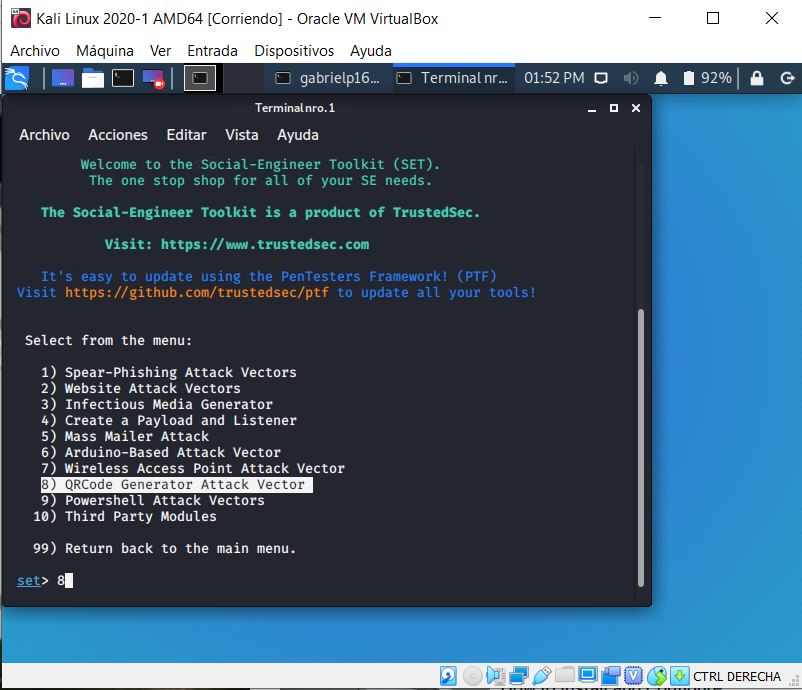 Kali Linux 2020-1 AMD64 [Corriendo] - Oracle VM VirtualBox
Archivo Máquina Ver Entrada Dispositivos Ayuda
gabrielp16... Terminal nr... 01:52 PM 92%
Terminal nro. 1
Archivo Acciones Editar Vista Ayuda
Welcome to the Social-Engineer Toolkit (SET).
The one stop shop for all of your SE needs.
The Social-Engineer Toolkit is a product of TrustedSec.
Visit: https://www.trustedsec.com
It's easy to update using the PenTesters Framework! (PTF)
Visit https://github.com/trustedsec/ptf to update all your tools!
Select from the menu:
1) Spear-Phishing Attack Vectors
2) Website Attack Vectors
3) Infectious Media Generator
4) Create a Payload and Listener
5) Mass Mailer Attack
6) Arduino-Based Attack Vector
7) Wireless Access Point Attack Vector
8) QRCode Generator Attack Vector
9) Powershell Attack Vectors
10) Third Party Modules
99) Return back to the main menu.
set> 8
CTRL DERECHA